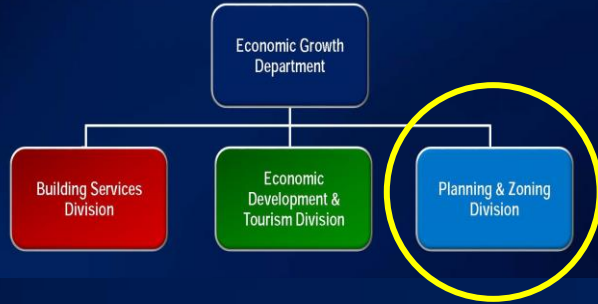 Economic Growth
Department
Building Services
Division
Economic
Development &
Tourism Division
Planning & Zoning
Division